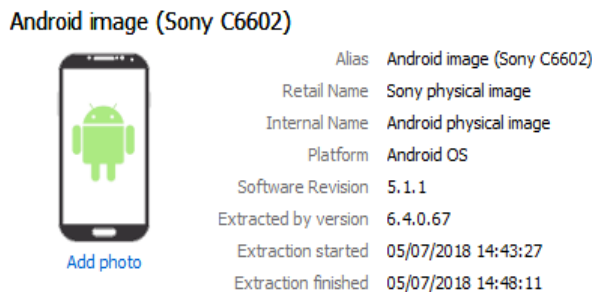 Android image (Sony C6602)
Alias Android image (Sony C6602)
Retail Name Sony physical image
Internal Name Android physical image
Platform Android OS
Software Revision 5.1.1
Extracted by version 6.4.0.67
Extraction started 05/07/2018 14:43:27
Add photo
Extraction finished 05/07/2018 14:48:11